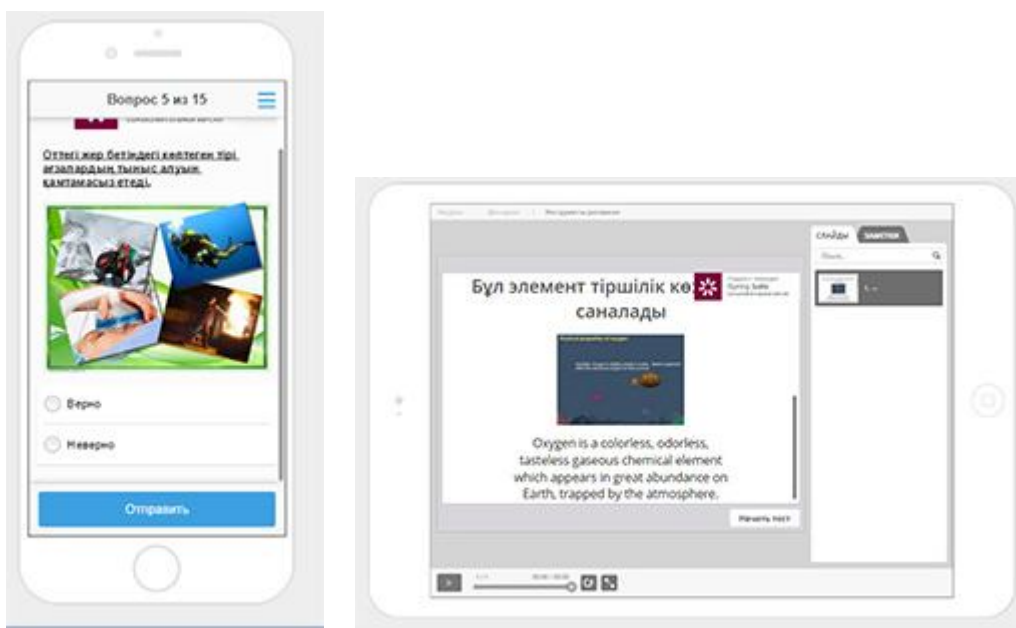 Вопрос 5 из 15
Оттегі жер бетіндегі көптеген тірі
ағзалардың тыныс алуын
қамтамасыз етеді.
Верно
Неверно
Отправить
Бұл элемент тіршілік кө
саналады
Oxygen is a colorless, odorless,
tasteless gaseous chemical element
which appears in great abundance on
Earth, trapped by the atmosphere.
Начать тест
СЛАЙДЫ
ЗАМЕТКИ
Поиск...